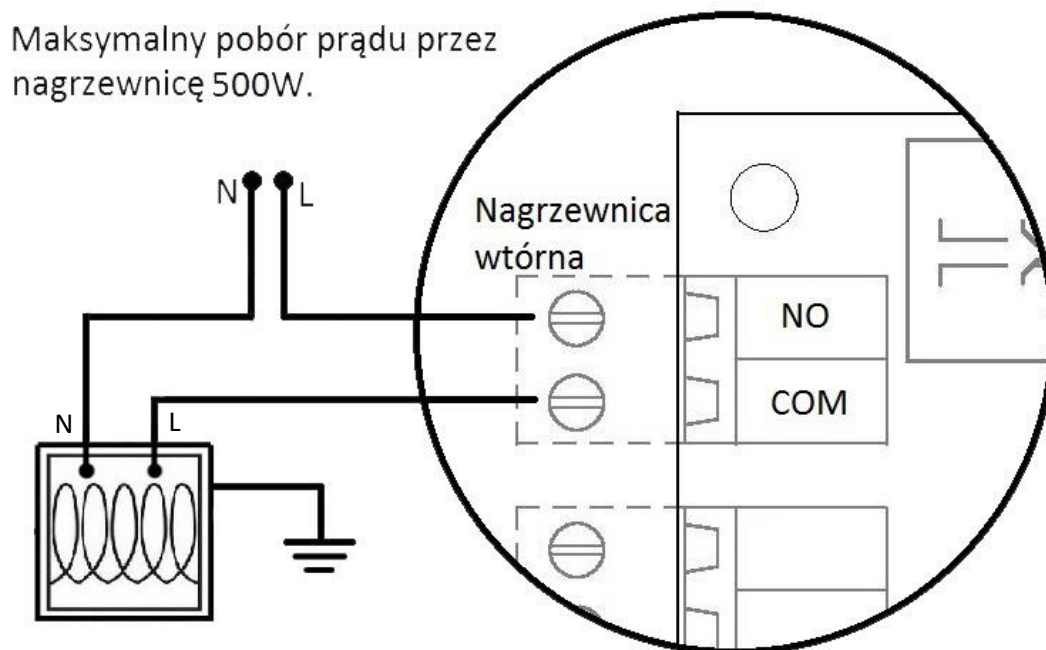 Maksymalny pobór prądu przez
nagrzewnicę 500W.
N L
Nagrzewnica
wtórna
NO
COM
N L